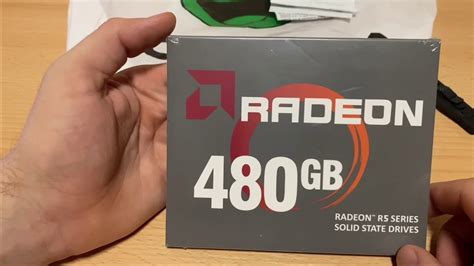 RADEON
480GB
RADEON™ R5 SERIES
SOLID STATE DRIVES